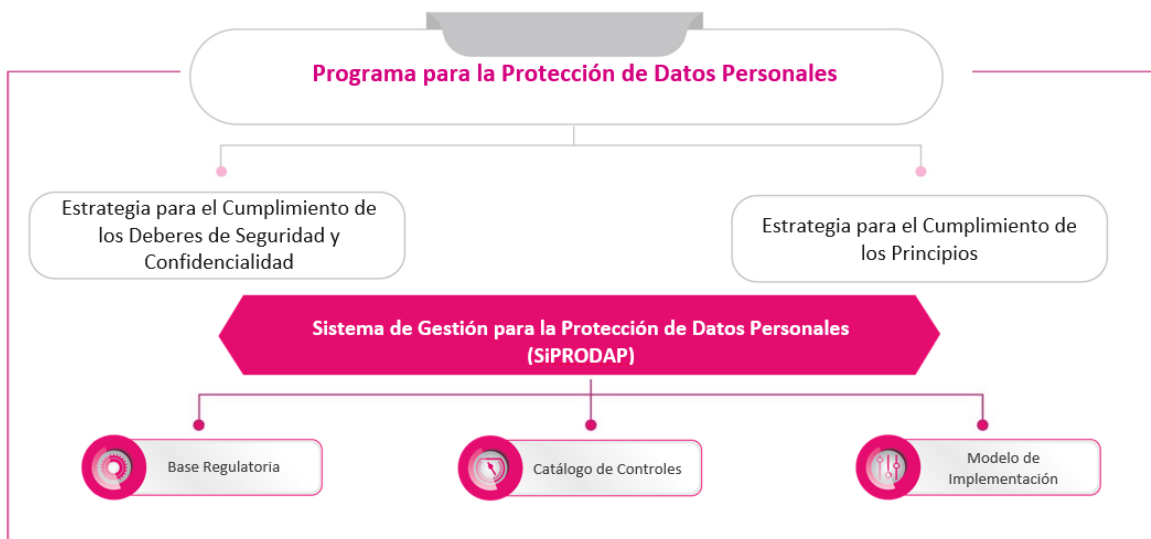 Programa para la Protección de Datos Personales
Estrategia para el Cumplimiento de
los Deberes de Seguridad y
Confidencialidad
Estrategia para el Cumplimiento de
los Principios
Sistema de Gestión para la Protección de Datos Personales
(SiPRODAP)
Base Regulatoria
Catálogo de Controles
Modelo de
Implementación